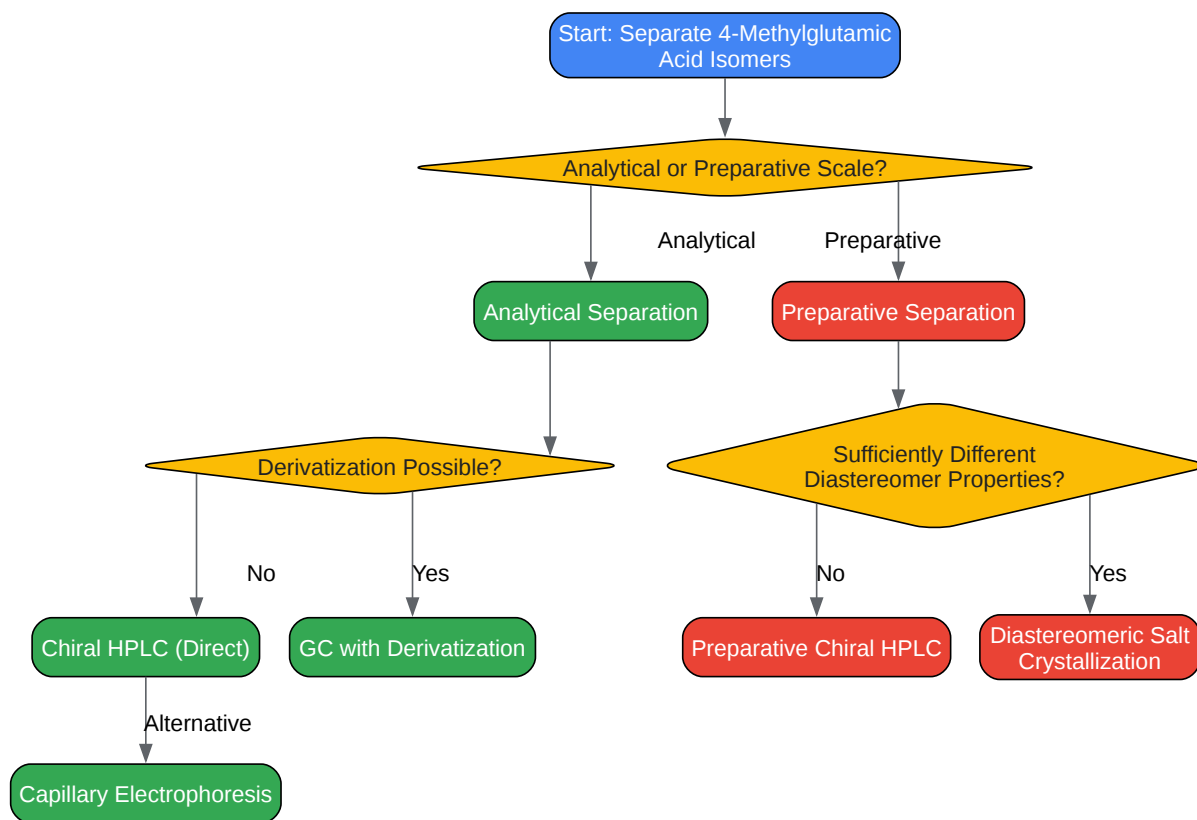 Start: Separate 4-Methylglutamic
Acid Isomers
Analytical or Preparative Scale?
Analytical
Preparative
Analytical Separation
Preparative Separation
Derivatization Possible?
Sufficiently Different
Diastereomer Properties?
No
Yes
No
Yes
Chiral HPLC (Direct)
GC with Derivatization
Preparative Chiral HPLC
Diastereomeric Salt
Crystallization
Alternative
Capillary Electrophoresis